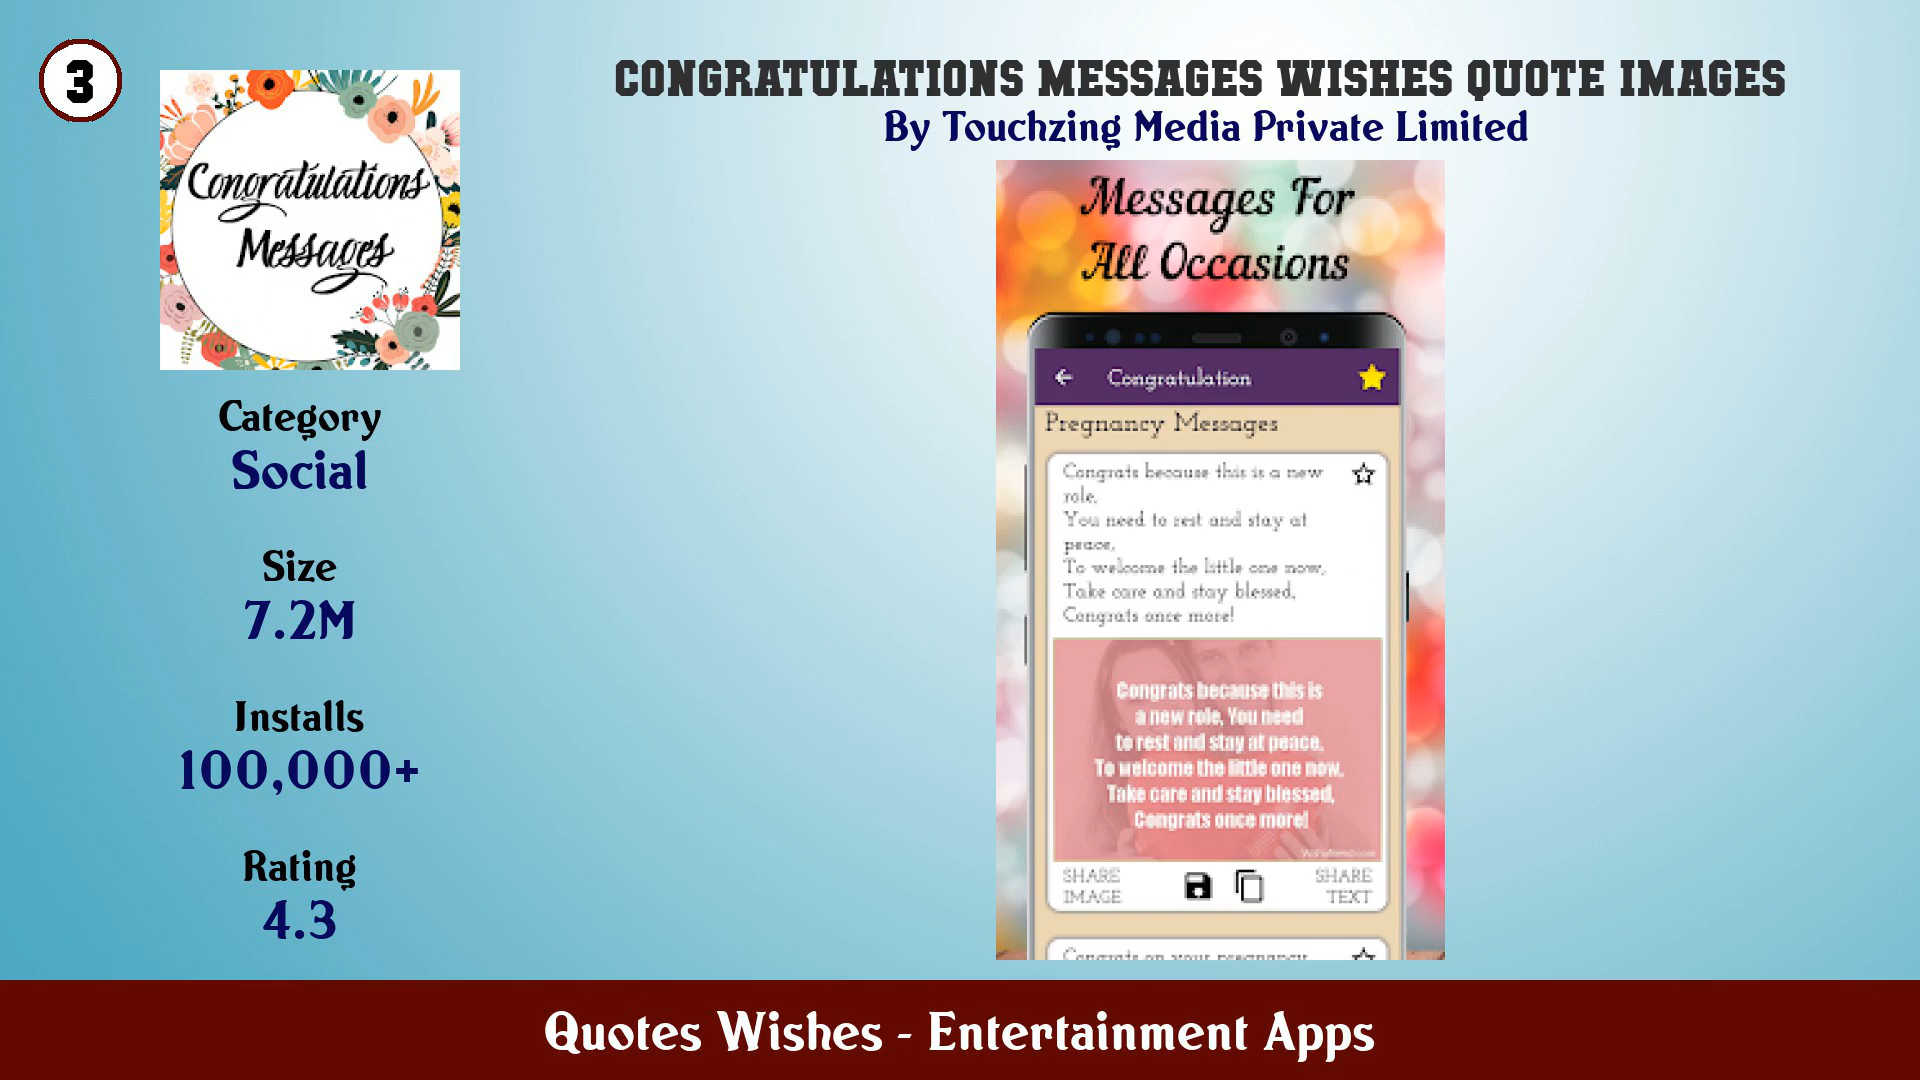 3
CONGRATULATIONS MESSAGES WISHES QUOTE IMAGES
By Touchzing Media Private Limited
Congratulations
Messages
Category
Social
Size
7.2M
Installs
100,000+
Rating
4.3
Messages For
All Occasions
Congratulation
Pregnancy Messages
Congrats because this is a new
role,
You need to rest and stay at
peace,
To welcome the little one now,
Take care and stay blessed,
Congrats once more!
Congrats because this is
a new role, You need
to rest and stay at peace,
To welcome the little one now,
Take care and stay blessed,
Congrats once more!
SHARE
IMAGE
SHARE
TEXT
Congrats on your pregnancy
Quotes Wishes - Entertainment Apps